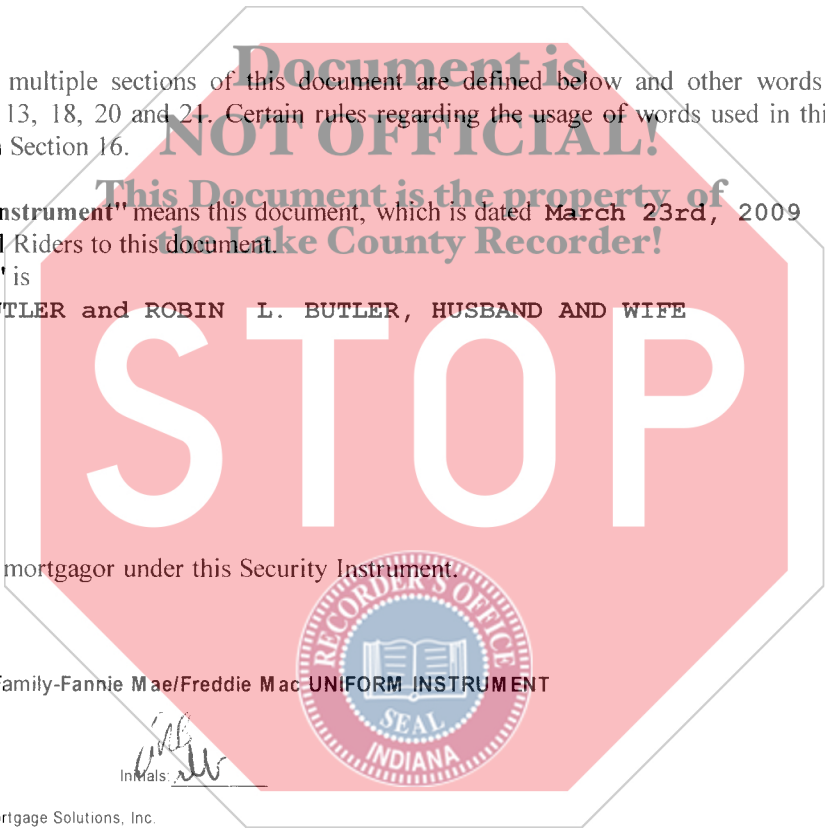 Document is
multiple sections of this document are defined below and other words
13, 18, 20 and 21. Certain rules regarding the usage of words used in thi
NOT OFFICIAL!
Section 16.
This Document is the property of
nstrument" means this document, which is dated March 23rd, 2009
the Lake County Recorder!
l Riders to this document.
" is
UTLER and ROBIN L. BUTLER, HUSBAND AND WIFE
STOP
mortgagor under this Security Instrument.
RECORDER'S OFFICE
SEAL
INDIANA
Family-Fannie Mae/Freddie Mac UNIFORM INSTRUMENT
Initials:
rtgage Solutions, Inc.